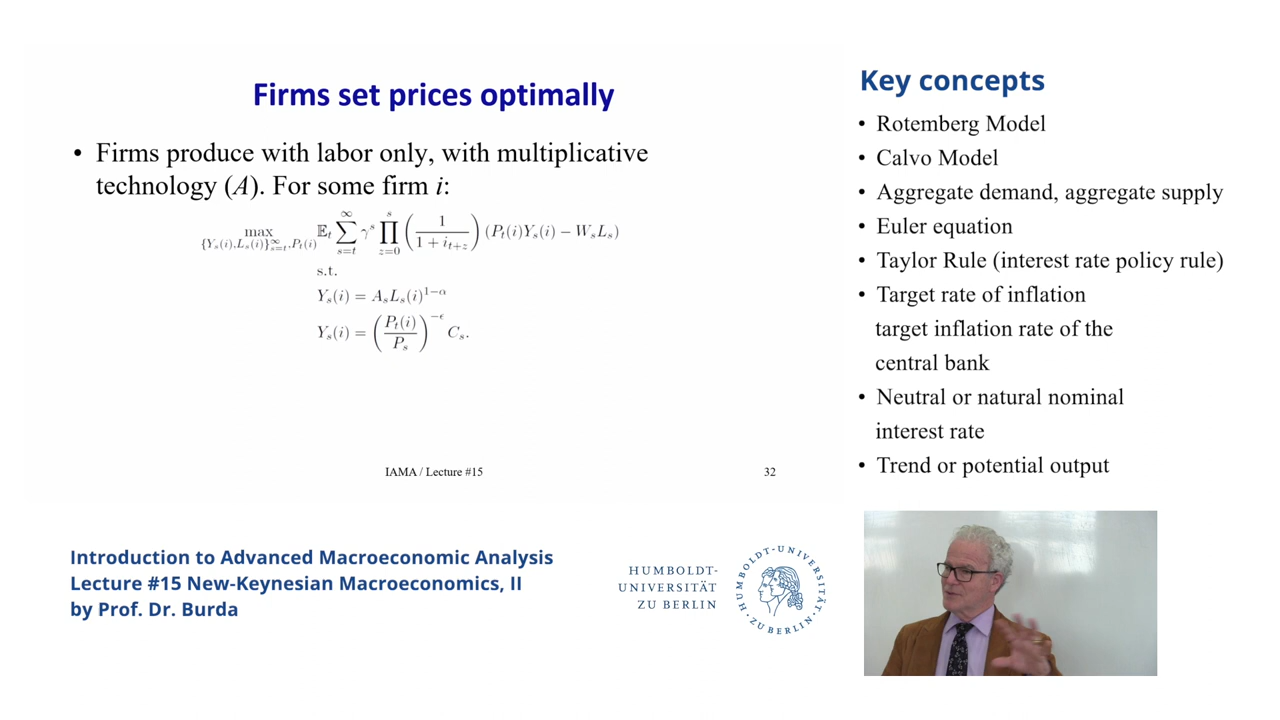 Firms set prices optimally
• Firms produce with labor only, with multiplicative
technology (A). For some firm i:
max_{\{Y_s(i),L_s(i)\}_{s=t}^{∞},P_t(i)} 𝔼_t ∑_{s=t}^{∞} γ^s ∏_{z=0}^{s} (1/(1 + i_{t+z})) (P_t(i)Y_s(i) − W_sL_s)
s.t.
Y_s(i) = A_sL_s(i)^{1−α}
Y_s(i) = (P_t(i)/P_s)^{−ϵ} C_s.
IAMA / Lecture #15
32
Key concepts
• Rotemberg Model
• Calvo Model
• Aggregate demand, aggregate supply
• Euler equation
• Taylor Rule (interest rate policy rule)
• Target rate of inflation
target inflation rate of the
central bank
• Neutral or natural nominal
interest rate
• Trend or potential output
Introduction to Advanced Macroeconomic Analysis
Lecture #15 New-Keynesian Macroeconomics, II
by Prof. Dr. Burda
HUMBOLDT-
UNIVERSITÄT
ZU BERLIN
HUMBOLDT-UNIVERSITÄT
ZU BERLIN